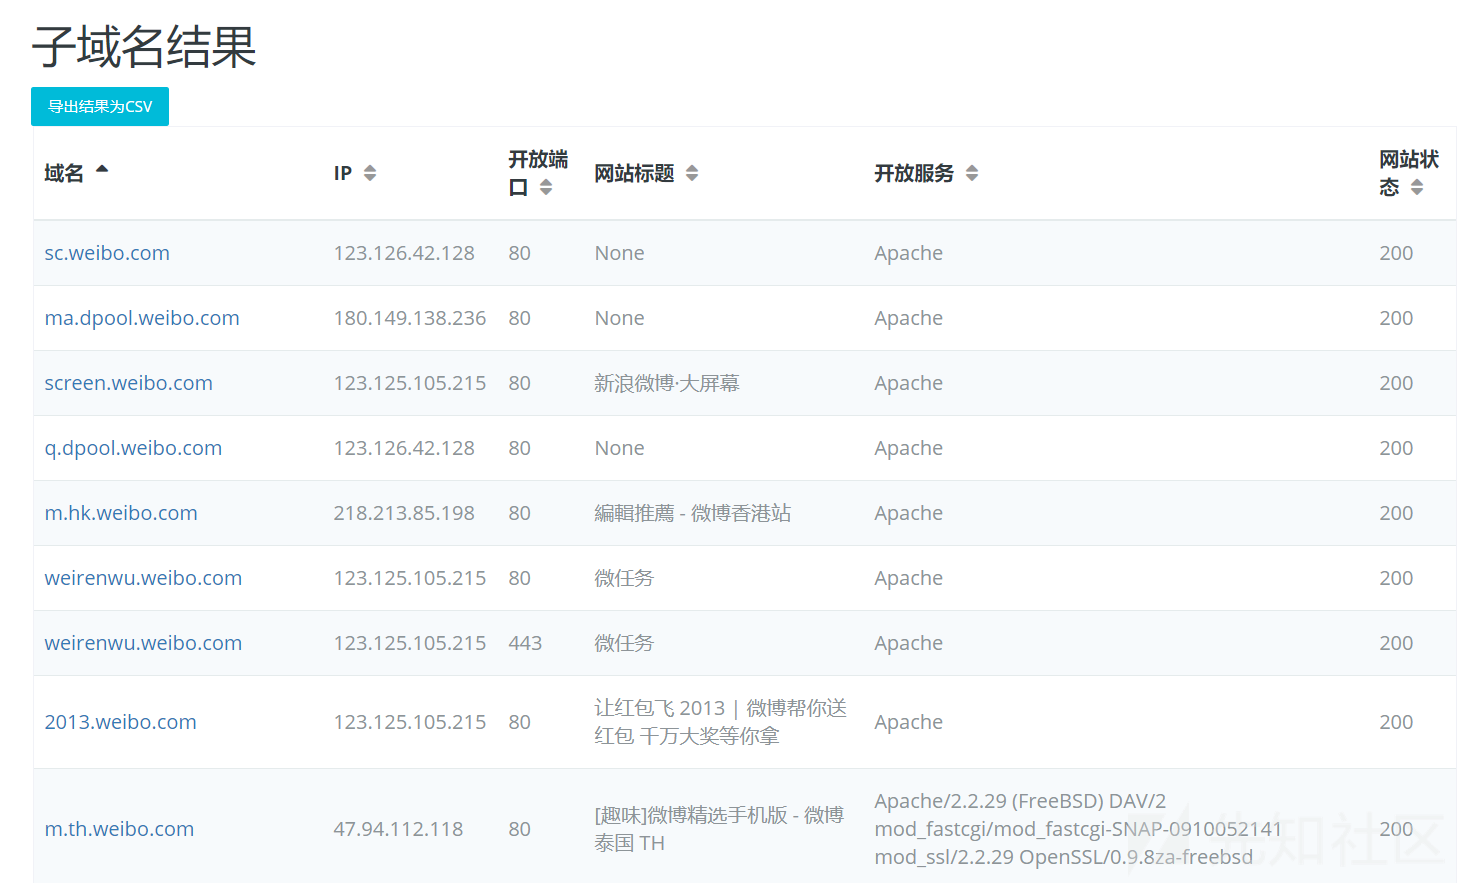 子域名结果
导出结果为CSV
域名 IP 开放端口 网站标题 开放服务 网站状态
sc.weibo.com 123.126.42.128 80 None Apache 200
ma.dpool.weibo.com 180.149.138.236 80 None Apache 200
screen.weibo.com 123.125.105.215 80 新浪微博·大屏幕 Apache 200
q.dpool.weibo.com 123.126.42.128 80 None Apache 200
m.hk.weibo.com 218.213.85.198 80 編輯推薦 - 微博香港站 Apache 200
weirenwu.weibo.com 123.125.105.215 80 微任务 Apache 200
weirenwu.weibo.com 123.125.105.215 443 微任务 Apache 200
2013.weibo.com 123.125.105.215 80 让红包飞 2013 | 微博帮你送
红包 千万大奖等你拿 Apache 200
m.th.weibo.com 47.94.112.118 80 [趣味]微博精选手机版 - 微博
泰国 TH
Apache/2.2.29 (FreeBSD) DAV/2
mod_fastcgi/mod_fastcgi-SNAP-0910052141
mod_ssl/2.2.29 OpenSSL/0.9.8za-freebsd
200
先知社区